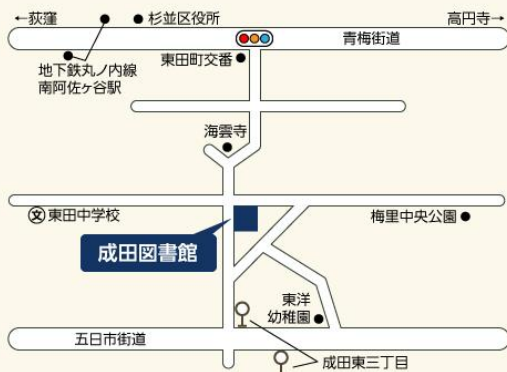 ←荻窪
杉並区役所
高円寺→
青梅街道
地下鉄丸ノ内線
南阿佐ヶ谷駅
東田町交番
海雲寺
文
東田中学校
梅里中央公園
成田図書館
東洋
幼稚園
五日市街道
成田東三丁目